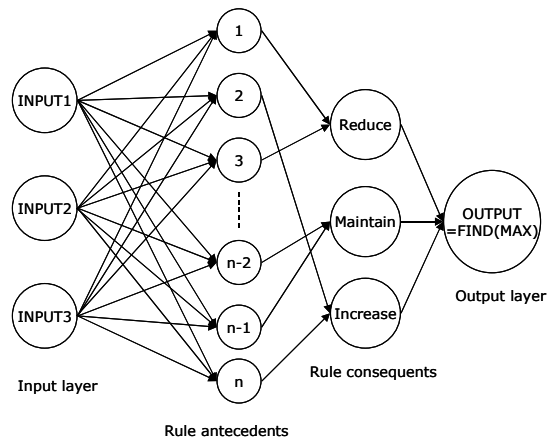 INPUT1
INPUT2
INPUT3
Input layer
1
2
3
n-2
n-1
n
Rule antecedents
Reduce
Maintain
Increase
Rule consequents
OUTPUT
=FIND(MAX)
Output layer